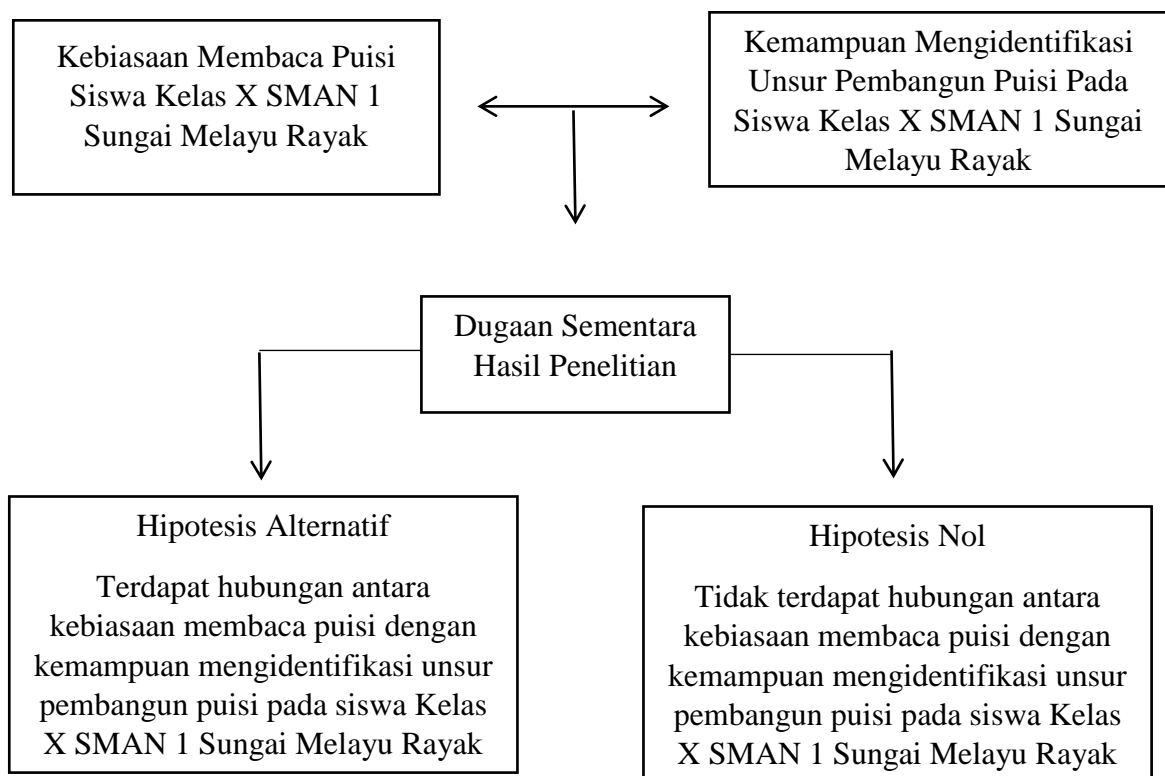 Kebiasaan Membaca Puisi
Siswa Kelas X SMAN 1
Sungai Melayu Rayak
Kemampuan Mengidentifikasi
Unsur Pembangun Puisi Pada
Siswa Kelas X SMAN 1 Sungai
Melayu Rayak
Dugaan Sementara
Hasil Penelitian
Hipotesis Alternatif
Terdapat hubungan antara
kebiasaan membaca puisi dengan
kemampuan mengidentifikasi unsur
pembangun puisi pada siswa Kelas
X SMAN 1 Sungai Melayu Rayak
Hipotesis Nol
Tidak terdapat hubungan antara
kebiasaan membaca puisi dengan
kemampuan mengidentifikasi unsur
pembangun puisi pada siswa Kelas
X SMAN 1 Sungai Melayu Rayak